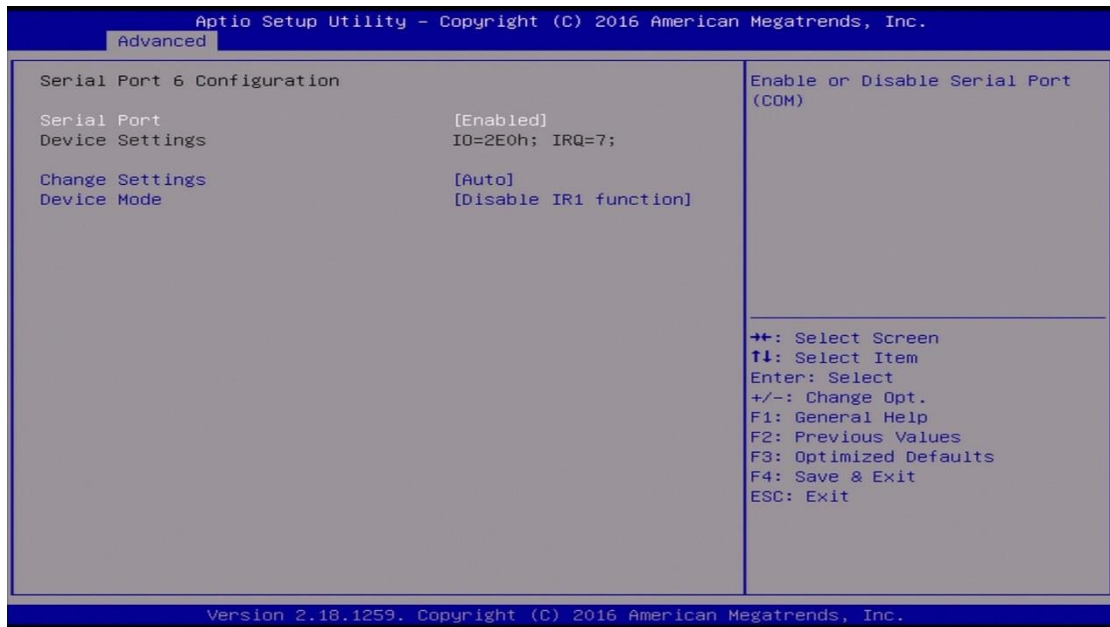 Aptio Setup Utility – Copyright (C) 2016 American Megatrends, Inc.
Advanced
Serial Port 6 Configuration
Serial Port [Enabled]
Device Settings IO=2E0h; IRQ=7;
Change Settings [Auto]
Device Mode [Disable IR1 function]
Enable or Disable Serial Port
(COM)
→←: Select Screen
↑↓: Select Item
Enter: Select
+/-: Change Opt.
F1: General Help
F2: Previous Values
F3: Optimized Defaults
F4: Save & Exit
ESC: Exit
Version 2.18.1259. Copyright (C) 2016 American Megatrends, Inc.